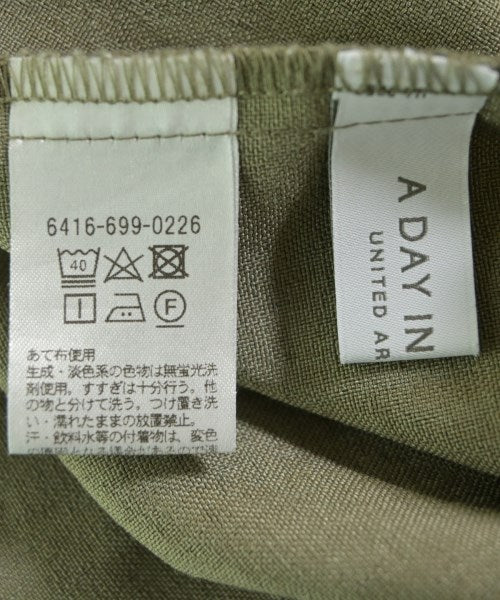 6416-699-0226
40
F
あて布使用
生成・淡色系の色物は無蛍光洗
剤使用。すすぎは十分行う。他
の物と分けて洗う。つけ置き洗
い・濡れたままの放置禁止。
汗・飲料水等の付着物は、変色
A DAY IN
UNITED AR